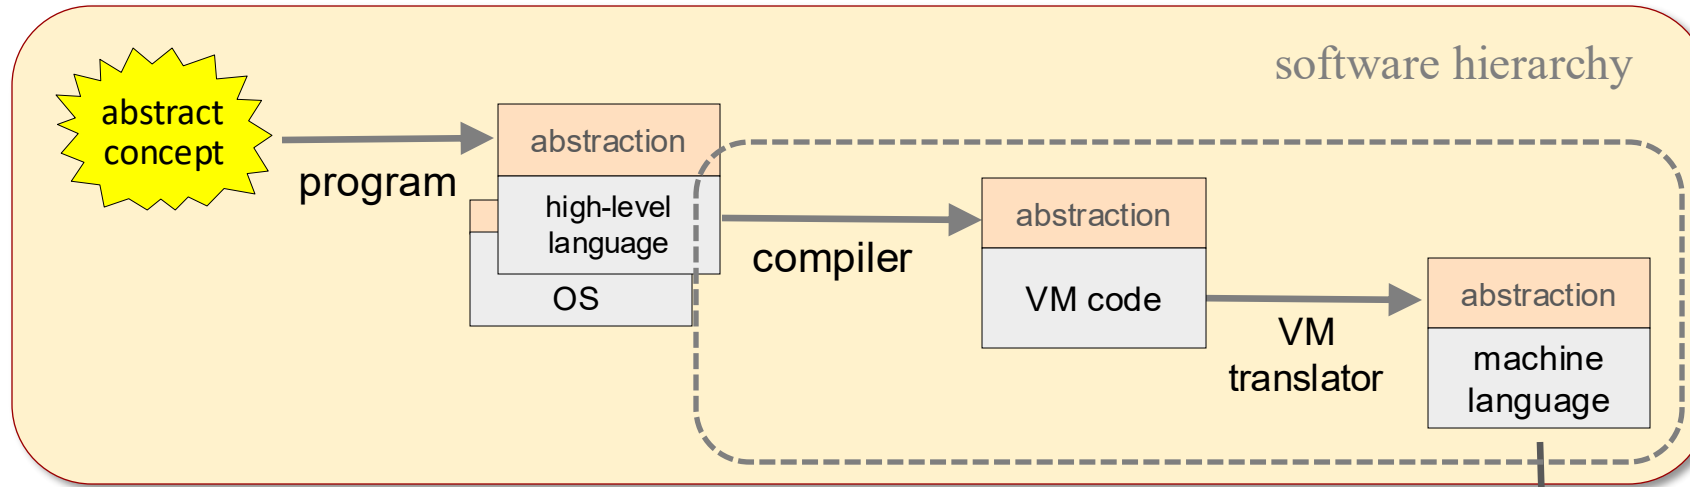 software hierarchy
abstract
concept
program
abstraction
high-level
language
OS
compiler
abstraction
VM code
VM
translator
abstraction
machine
language